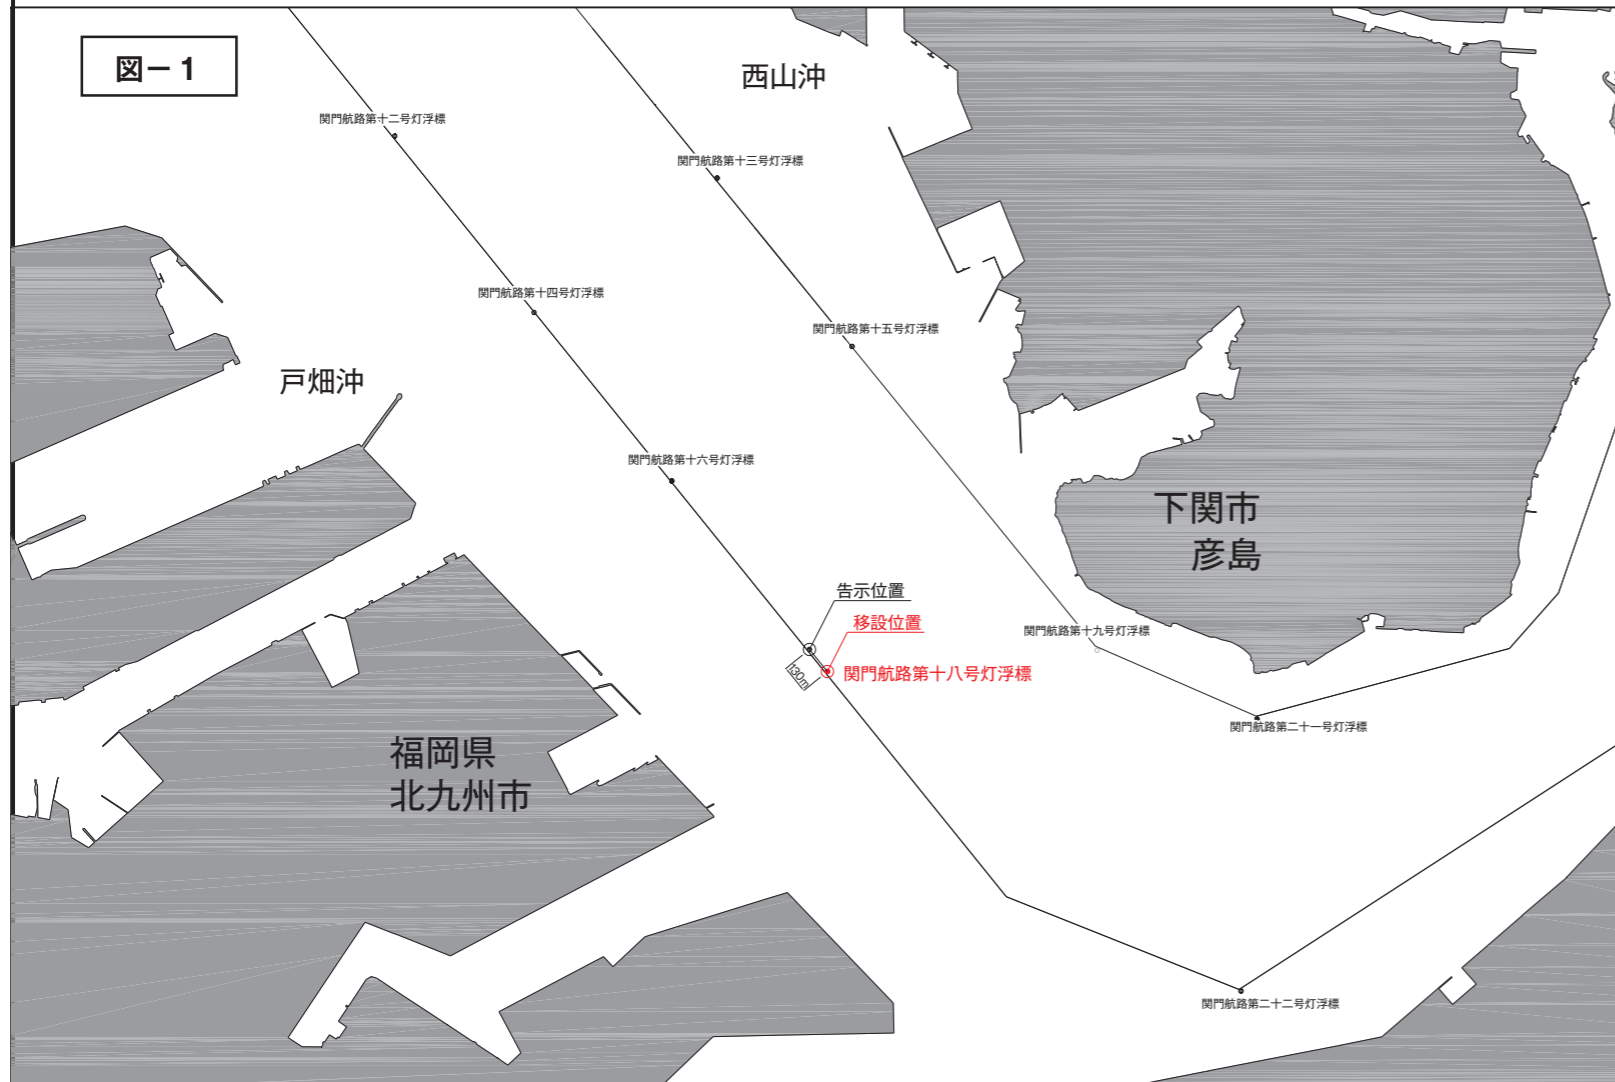 図－1
西山沖
関門航路第十二号灯浮標
関門航路第十三号灯浮標
関門航路第十四号灯浮標
関門航路第十五号灯浮標
戸畑沖
関門航路第十六号灯浮標
下関市
彦島
告示位置
移設位置
関門航路第十九号灯浮標
130m
関門航路第十八号灯浮標
関門航路第二十一号灯浮標
福岡県
北九州市
関門航路第二十二号灯浮標